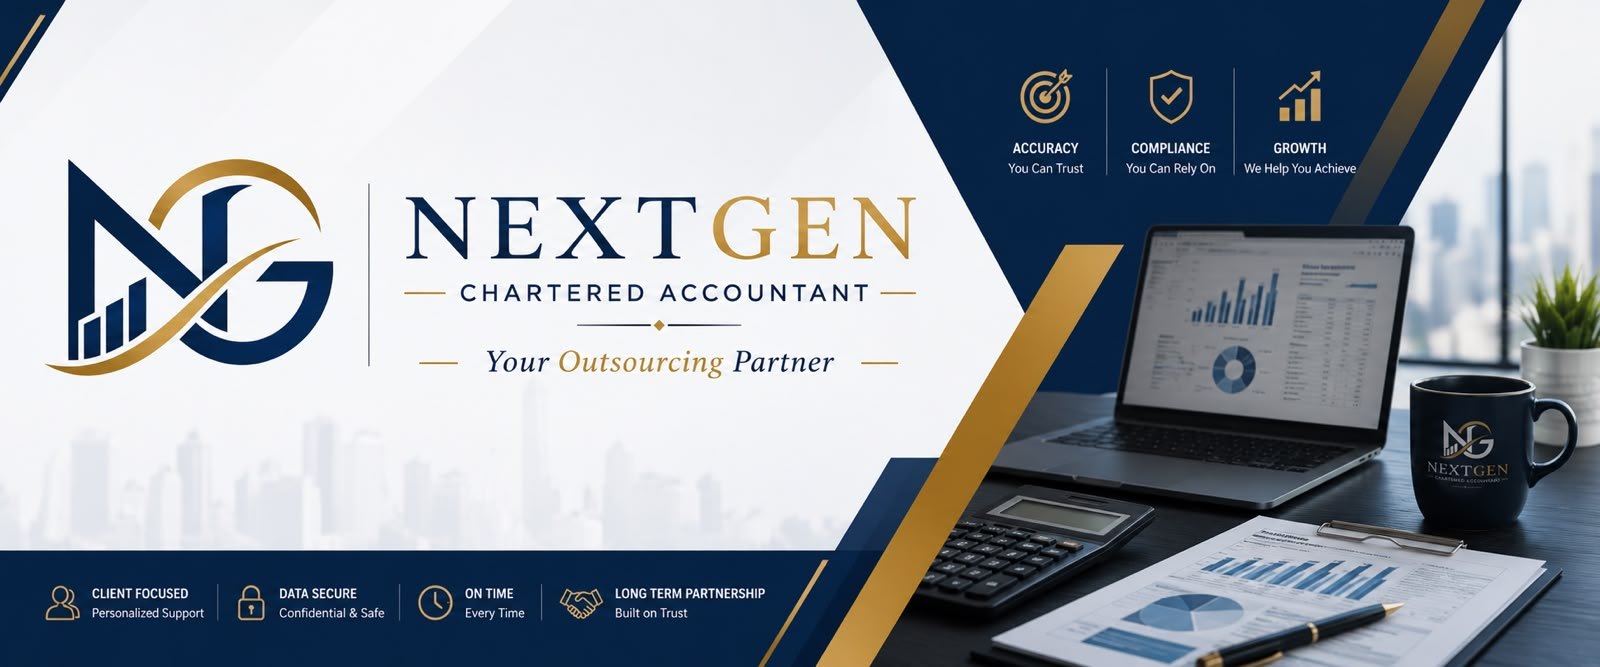 NG
NEXTGEN
CHARTERED ACCOUNTANT
Your Outsourcing Partner
ACCURACY
You Can Trust
COMPLIANCE
You Can Rely On
GROWTH
We Help You Achieve
NG
NEXTGEN
CHARTERED ACCOUNTANT
CLIENT FOCUSED
Personalized Support
DATA SECURE
Confidential & Safe
ON TIME
Every Time
LONG TERM PARTNERSHIP
Built on Trust